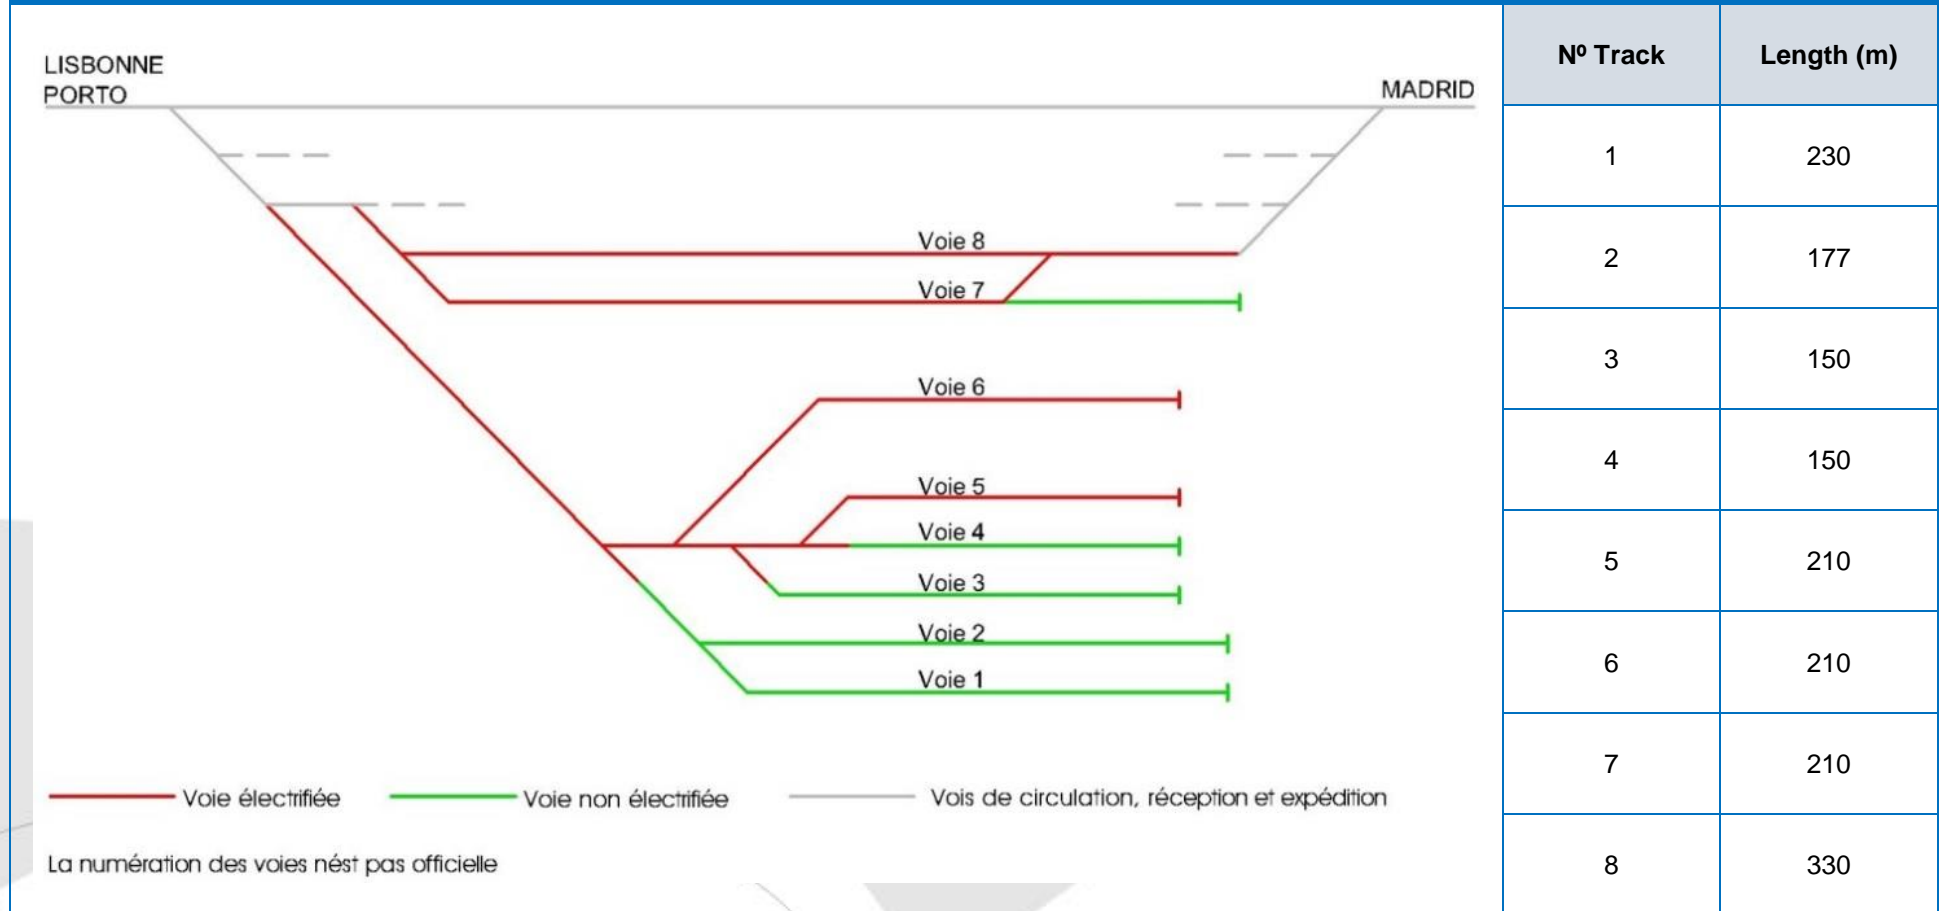 LISBONNE
PORTO
MADRID
Voie 8
Voie 7
Voie 6
Voie 5
Voie 4
Voie 3
Voie 2
Voie 1
Voie électrifiée
Voie non électrifiée
Vois de circulation, réception et expédition
La numération des voies nést pas officielle
Nº Track Length (m)
1 230
2 177
3 150
4 150
5 210
6 210
7 210
8 330